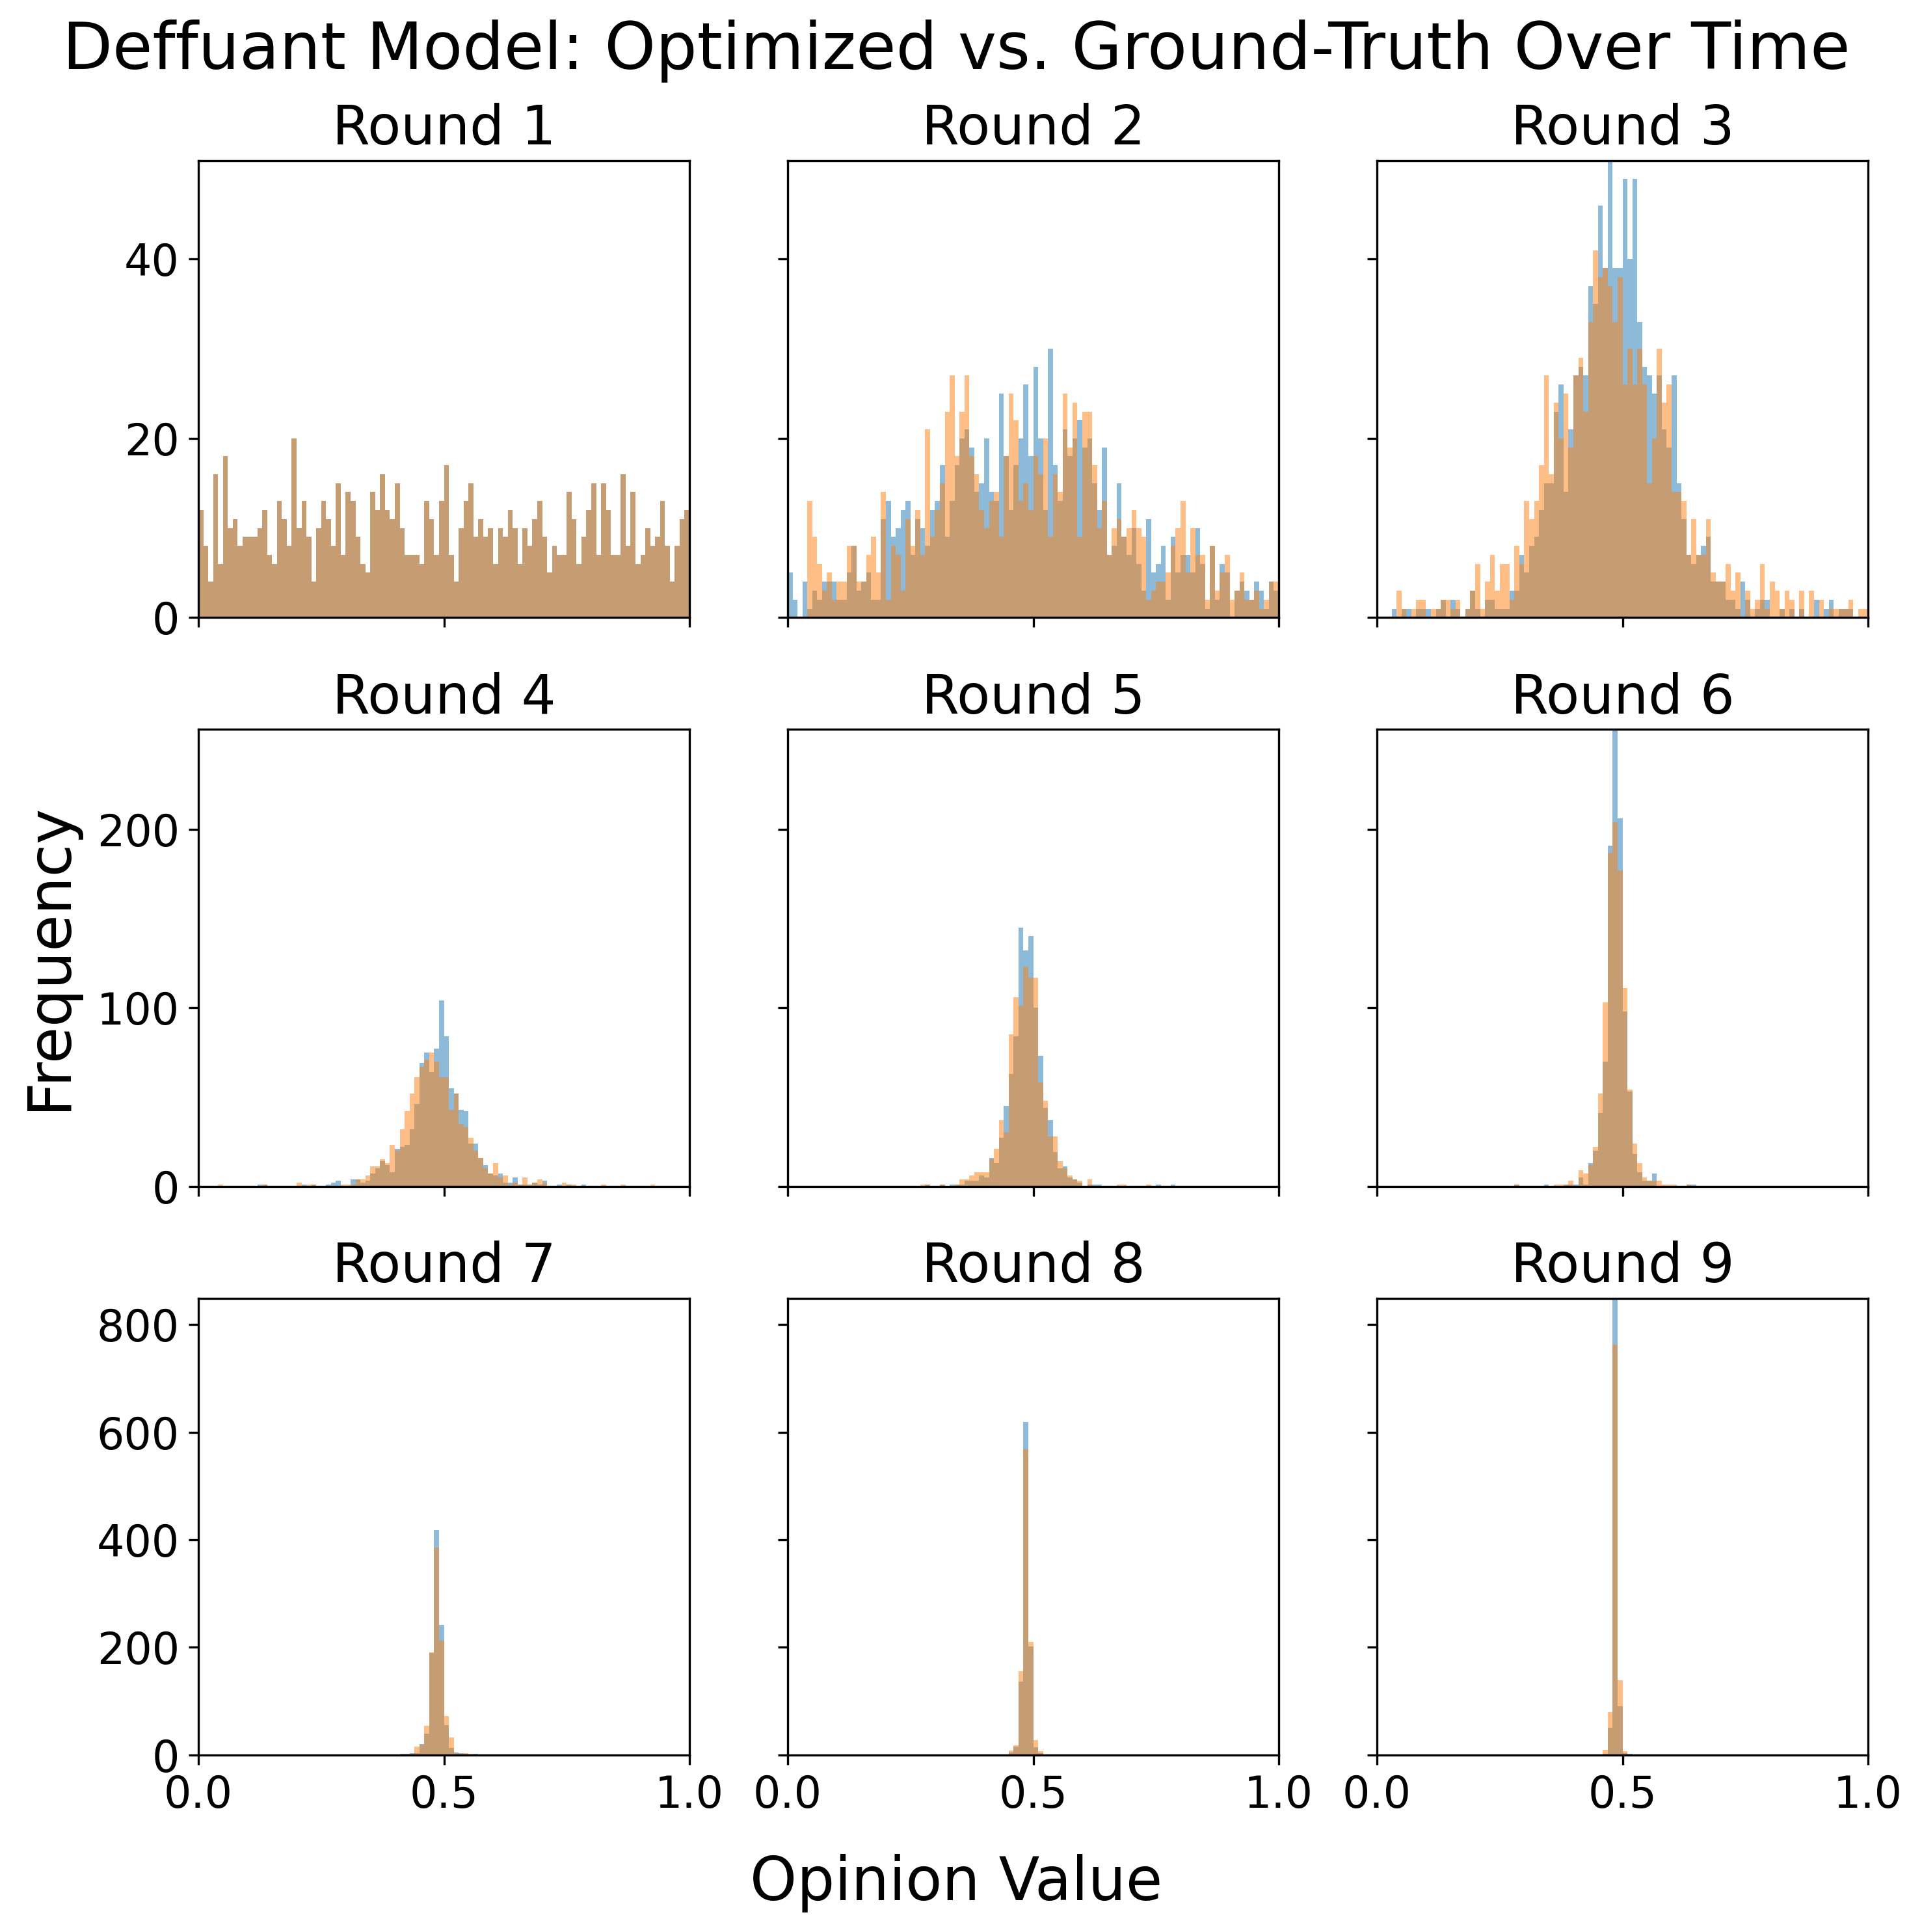 Deffuant Model: Optimized vs. Ground-Truth Over Time
Round 1
Round 2
Round 3
40
20
0
Round 4
Round 5
Round 6
Frequency
200
100
0
Round 7
Round 8
Round 9
800
600
400
200
0
0.0 0.5 1.0 0.0 0.5 1.0 0.0 0.5 1.0
Opinion Value